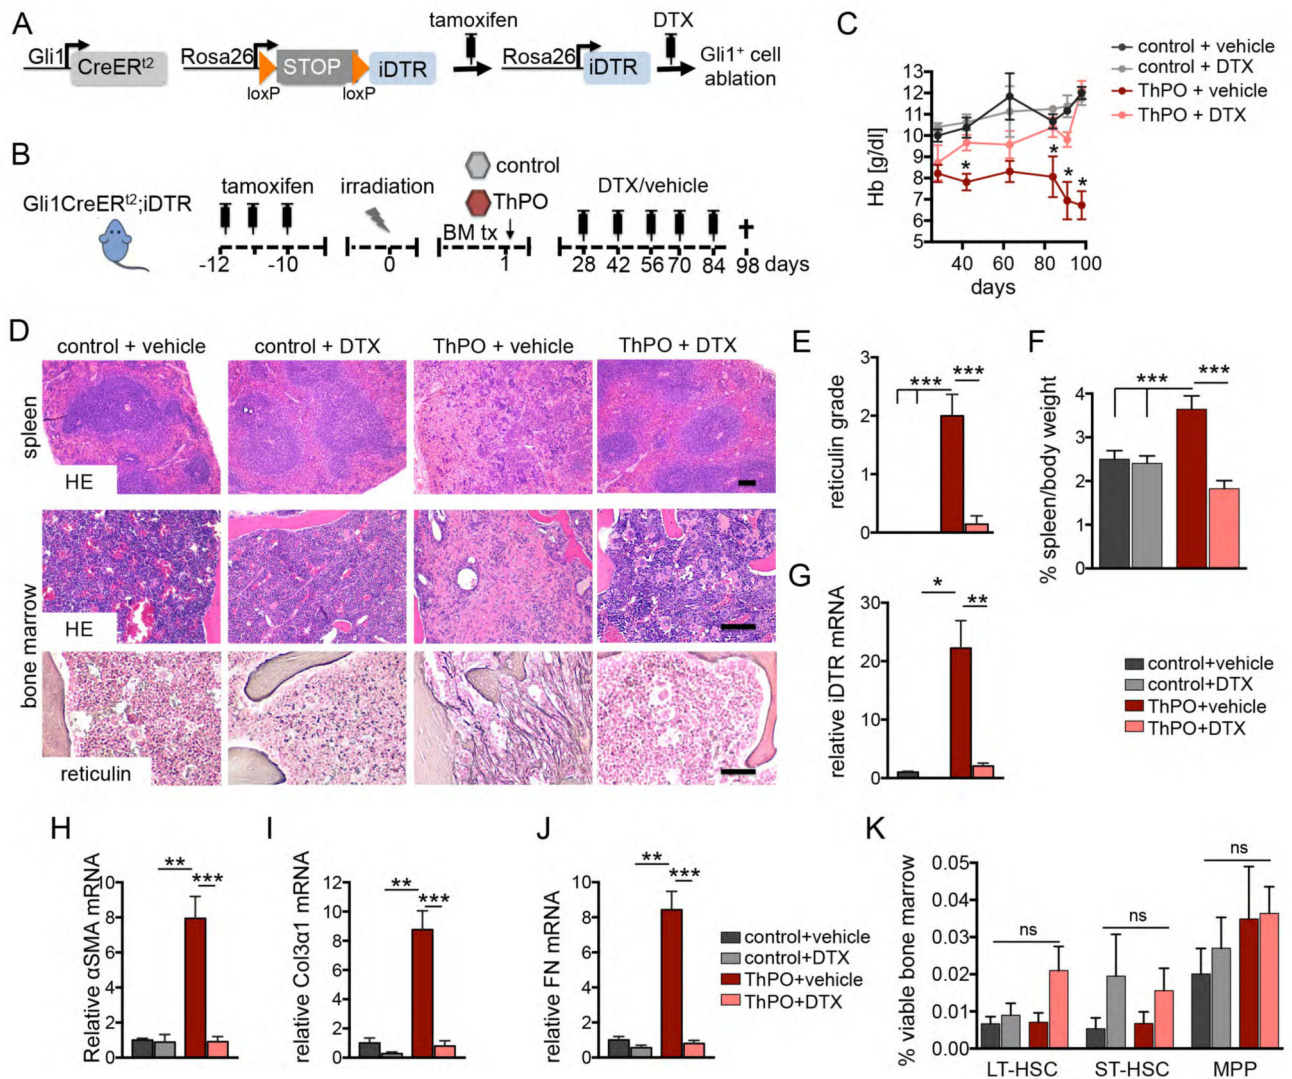 A
Gli1
CreERt2
Rosa26
STOP
iDTR
loxP
loxP
tamoxifen
Rosa26
iDTR
DTX
Gli1+ cell
ablation
B
Gli1CreERt2;iDTR
tamoxifen
-12
-10
irradiation
0
control
ThPO
BM tx
1
DTX/vehicle
28 42 56 70 84 98 days
C
control + vehicle
control + DTX
ThPO + vehicle
ThPO + DTX
Hb [g/dl]
13
12
11
10
9
8
7
6
5
* * * *
40 60 80 100
days
D
control + vehicle
control + DTX
ThPO + vehicle
ThPO + DTX
spleen
HE
bone marrow
HE
reticulin
E
reticulin grade
3
2
1
0
*** ***
F
% spleen/body weight
4
3
2
1
0
*** ***
G
relative iDTR mRNA
30
20
10
0
* **
control+vehicle
control+DTX
ThPO+vehicle
ThPO+DTX
H
Relative αSMA mRNA
10
8
6
4
2
0
** ***
I
relative Col3α1 mRNA
12
10
8
6
4
2
0
** ***
J
relative FN mRNA
10
8
6
4
2
0
** ***
control+vehicle
control+DTX
ThPO+vehicle
ThPO+DTX
K
% viable bone marrow
0.05
0.04
0.03
0.02
0.01
0.00
ns
ns
ns
LT-HSC ST-HSC MPP